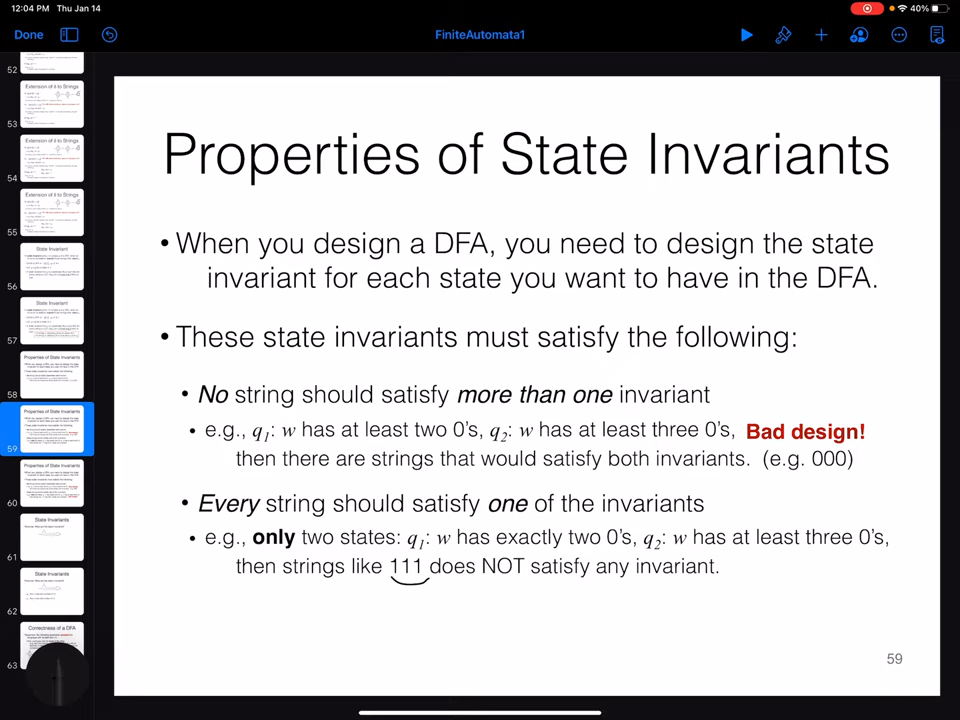 12:04 PM Thu Jan 14
40%
Done
FiniteAutomata1
Properties of State Invariants
• When you design a DFA, you need to design the state
invariant for each state you want to have in the DFA.
• These state invariants must satisfy the following:
• No string should satisfy more than one invariant
• e.g., q1: w has at least two 0's, q2: w has at least three 0's, Bad design!
then there are strings that would satisfy both invariants. (e.g. 000)
• Every string should satisfy one of the invariants
• e.g., only two states: q1: w has exactly two 0's, q2: w has at least three 0's,
then strings like 111 does NOT satisfy any invariant.
59
52
Extension of δ to Strings
53
Extension of δ to Strings
54
Extension of δ to Strings
55
State Invariant
56
State Invariant
57
Properties of State Invariants
58
Properties of State Invariants
59
Properties of State Invariants
60
State Invariants
61
State Invariants
62
Correctness of a DFA
63